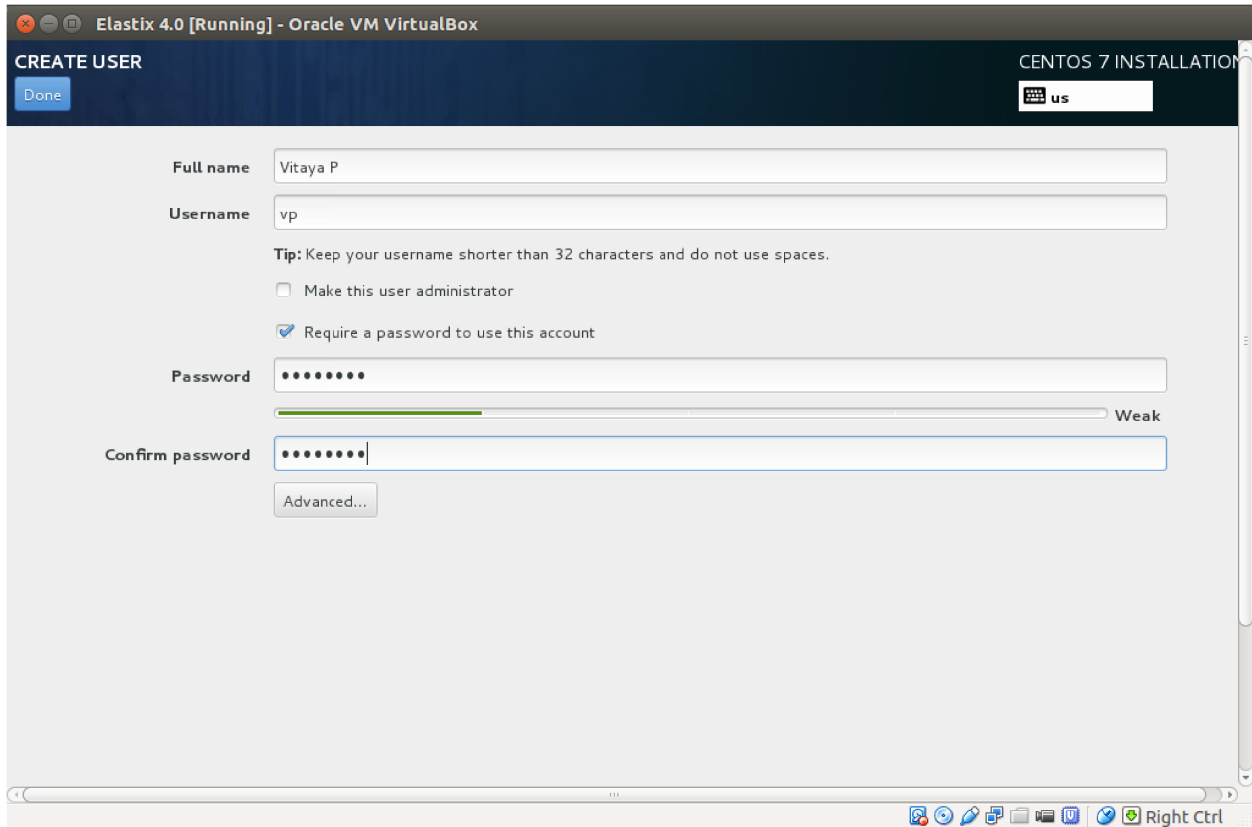 Elastix 4.0 [Running] - Oracle VM VirtualBox
CREATE USER
CENTOS 7 INSTALLATION
Done
us
Full name
Vitaya P
Username
vp
Tip: Keep your username shorter than 32 characters and do not use spaces.
Make this user administrator
Require a password to use this account
Password
••••••••
Weak
Confirm password
••••••••
Advanced...
Right Ctrl